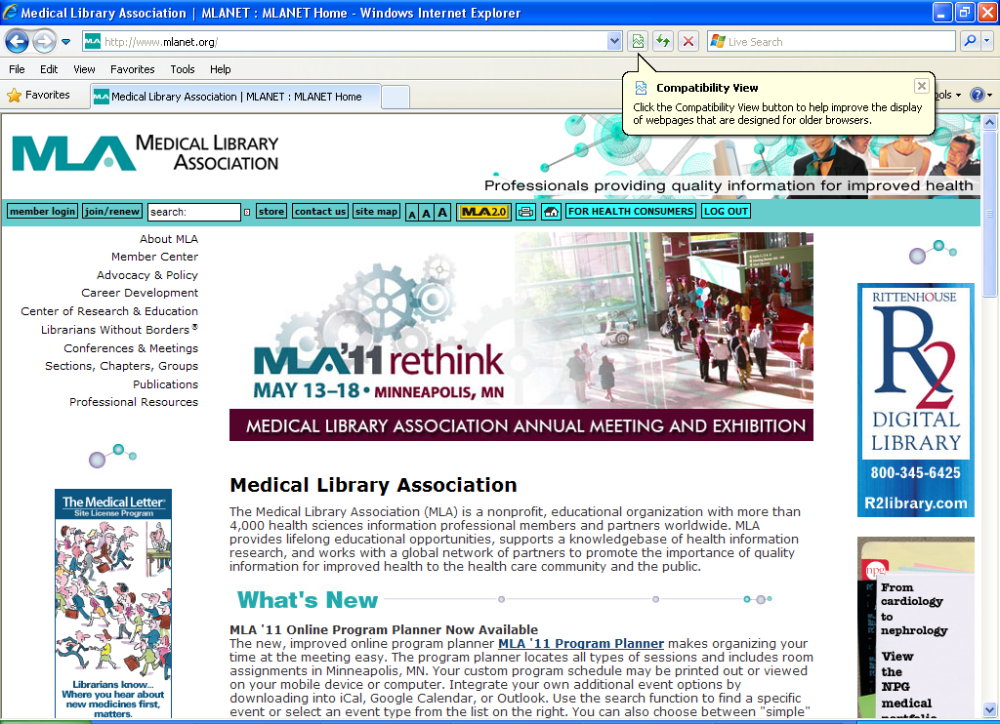 Medical Library Association | MLANET : MLANET Home - Windows Internet Explorer
http://www.mlanet.org/
Live Search
File Edit View Favorites Tools Help
Favorites
Medical Library Association | MLANET : MLANET Home
Compatibility View
Click the Compatibility View button to help improve the display
of webpages that are designed for older browsers.
MLA MEDICAL LIBRARY
ASSOCIATION
Professionals providing quality information for improved health
member login join/renew search: store contact us site map A A A MLA 2.0 FOR HEALTH CONSUMERS LOG OUT
About MLA
Member Center
Advocacy & Policy
Career Development
Center of Research & Education
Librarians Without Borders®
Conferences & Meetings
Sections, Chapters, Groups
Publications
Professional Resources
The Medical Letter®
Site License Program
Librarians know...
Where you hear about
new medicines first,
matters.
MLA'11 rethink
MAY 13–18 • MINNEAPOLIS, MN
MEDICAL LIBRARY ASSOCIATION ANNUAL MEETING AND EXHIBITION
Medical Library Association
The Medical Library Association (MLA) is a nonprofit, educational organization with more than
4,000 health sciences information professional members and partners worldwide. MLA
provides lifelong educational opportunities, supports a knowledgebase of health information
research, and works with a global network of partners to promote the importance of quality
information for improved health to the health care community and the public.
What's New
MLA '11 Online Program Planner Now Available
The new, improved online program planner MLA '11 Program Planner makes organizing your
time at the meeting easy. The program planner locates all types of sessions and includes room
assignments in Minneapolis, MN. Your custom program schedule may be printed out or viewed
on your mobile device or computer. Integrate your own additional event options by
downloading into iCal, Google Calendar, or Outlook. Use the search function to find a specific
event or select an event type from the list on the right. You can also choose between "simple"
RITTENHOUSE
R2
DIGITAL
LIBRARY
800-345-6425
R2library.com
npg
From
cardiology
to
nephrology
View
the
NPG
medical